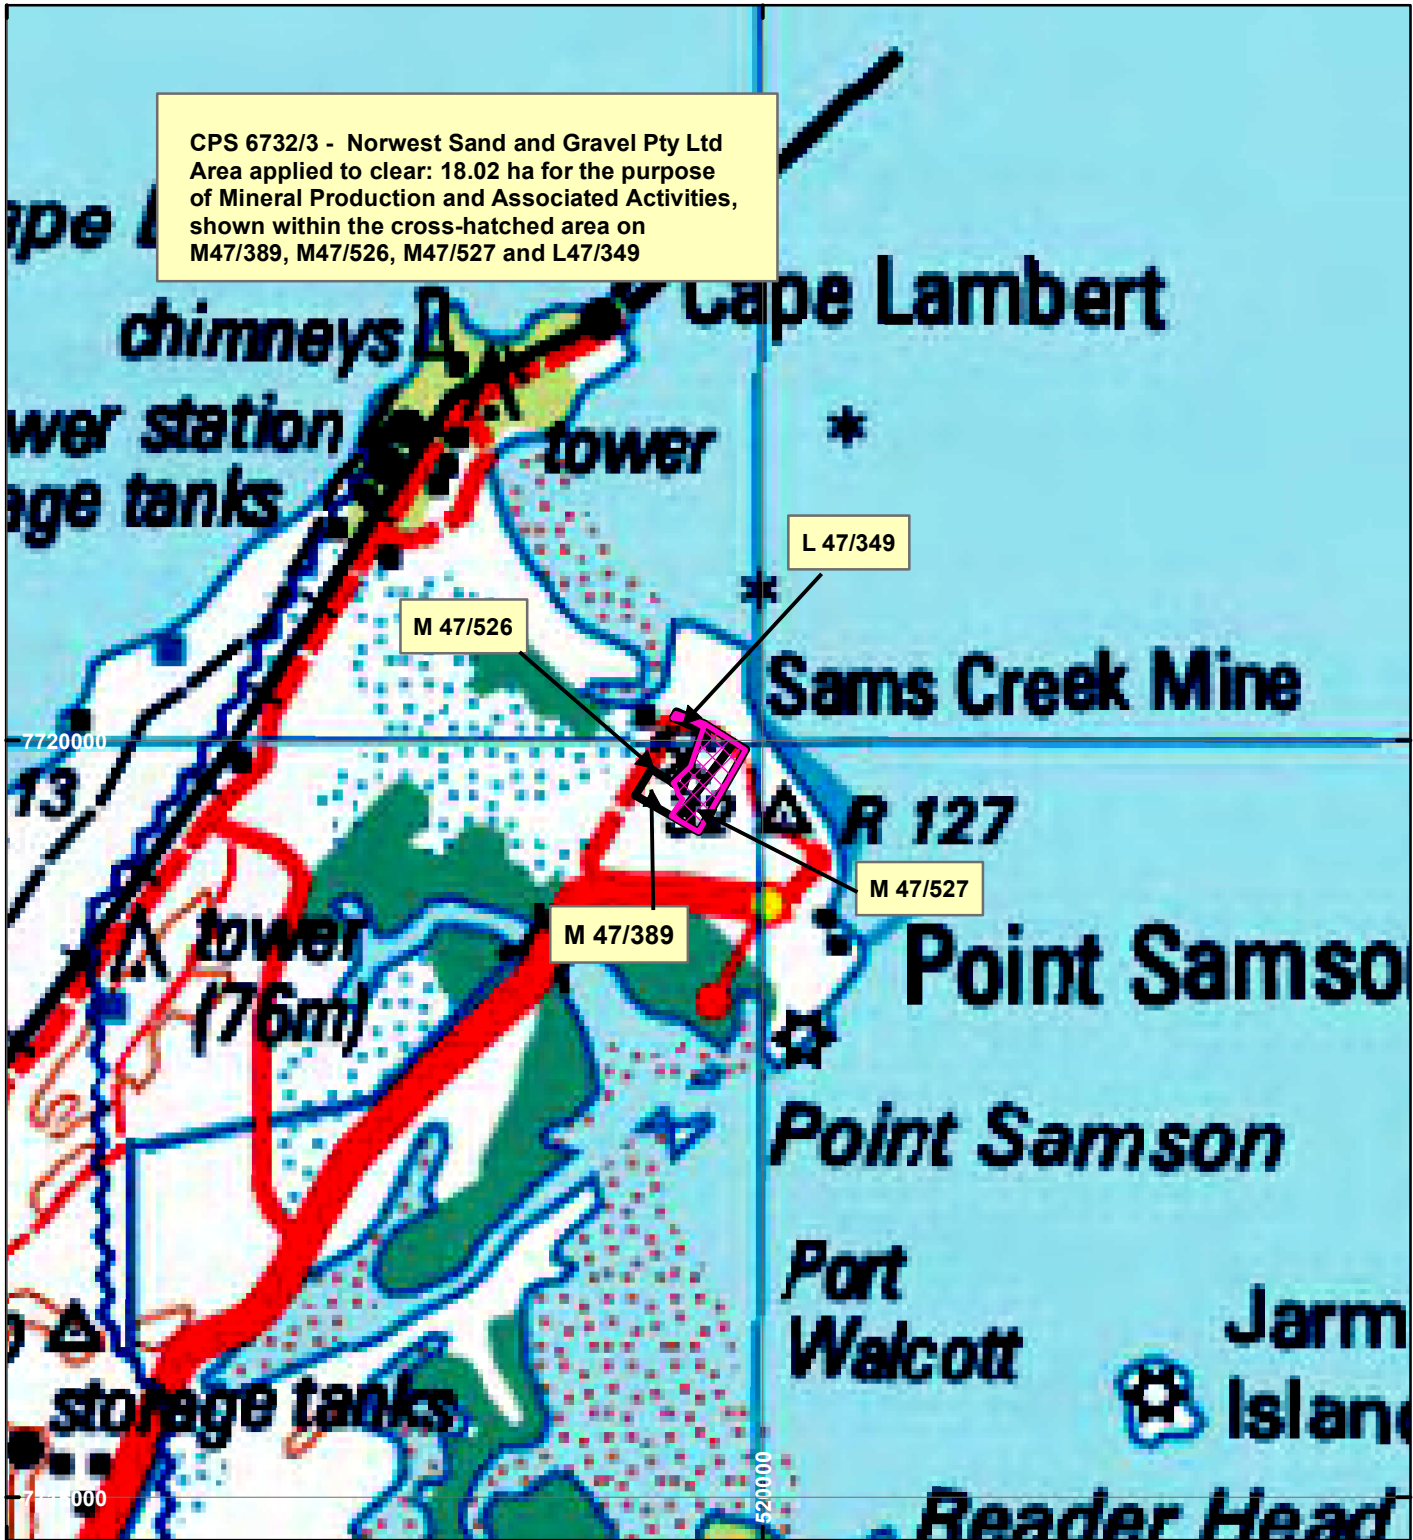 CPS 6732/3 - Norwest Sand and Gravel Pty Ltd
Area applied to clear: 18.02 ha for the purpose
of Mineral Production and Associated Activities,
shown within the cross-hatched area on
M47/389, M47/526, M47/527 and L47/349
Cape Lambert
chimneys
wer station
tower
age tanks
L 47/349
M 47/526
Sams Creek Mine
7720000
13
R 127
M 47/527
M 47/389
tower
(76m)
Point Samso
Point Samson
Port
Walcott
Jarm
Islan
storage tanks
520000
Reader Head